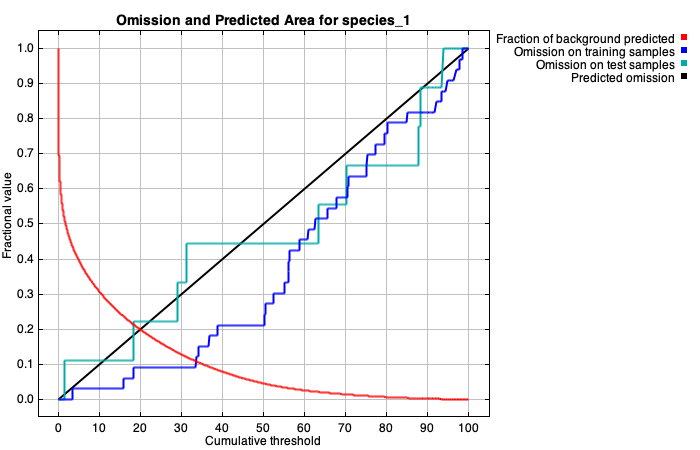 Omission and Predicted Area for species_1
Fraction of background predicted
Omission on training samples
Omission on test samples
Predicted omission
Fractional value
1.0
0.9
0.8
0.7
0.6
0.5
0.4
0.3
0.2
0.1
0.0
0 10 20 30 40 50 60 70 80 90 100
Cumulative threshold